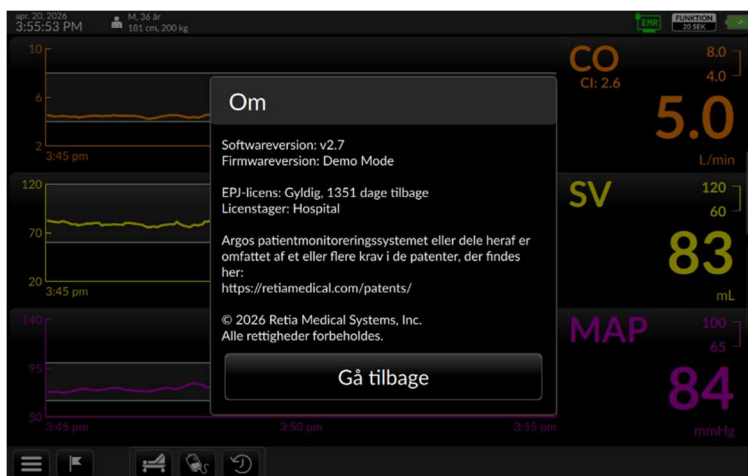 apr. 20, 2026
3:55:53 PM
M, 36 år
181 cm, 200 kg
EMR
FUNKTION
20 SEK
10
6
2
3:45 pm
CO
CI: 2.6
8.0
4.0
5.0
L/min
120
70
20
3:45 pm
SV
120
60
83
mL
140
95
50
3:45 pm
3:50 pm
3:55 pm
MAP
100
65
84
mmHg
Om
Softwareversion: v2.7
Firmwareversion: Demo Mode
EPJ-licens: Gyldig, 1351 dage tilbage
Licenstager: Hospital
Argos patientmonitoreringssystemet eller dele heraf er
omfattet af et eller flere krav i de patenter, der findes
her:
https://retiamedical.com/patents/
© 2026 Retia Medical Systems, Inc.
Alle rettigheder forbeholdes.
Gå tilbage